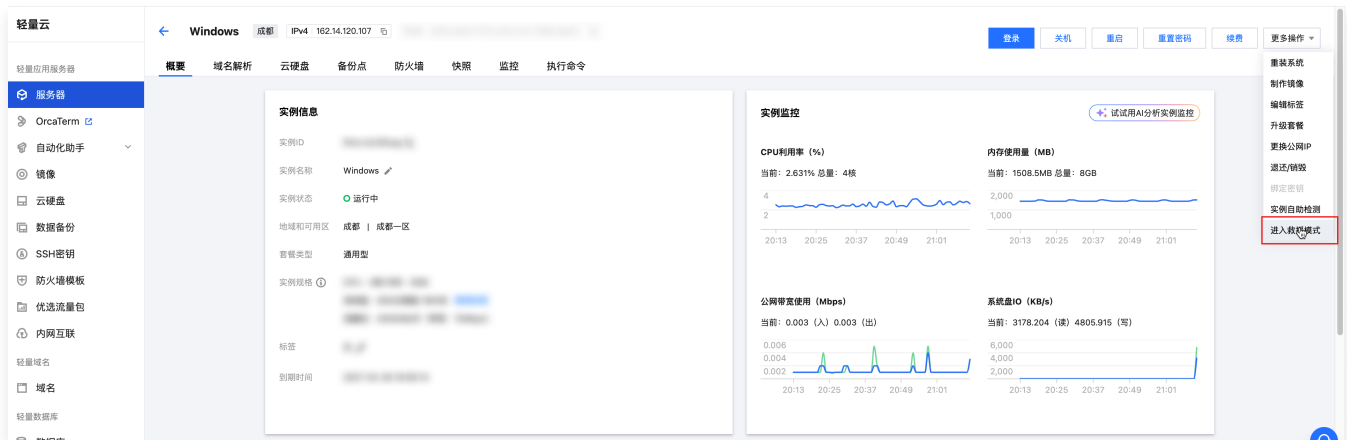 轻量云
Windows 成都 IPv4 162.14.120.107
登录 关机 重启 重置密码 续费 更多操作
概要 域名解析 云硬盘 备份点 防火墙 快照 监控 执行命令
轻量应用服务器
服务器
OrcaTerm
自动化助手
镜像
云硬盘
数据备份
SSH密钥
防火墙模板
优选流量包
内网互联
轻量域名
域名
轻量数据库
实例信息
实例ID
实例名称 Windows
实例状态 运行中
地域和可用区 成都 | 成都一区
套餐类型 通用型
实例规格
标签
到期时间
实例监控
试试用AI分析实例监控
CPU利用率（%）
当前：2.631% 总量：4核
4
2
20:13 20:25 20:37 20:49 21:01
内存使用量（MB）
当前：1508.5MB 总量：8GB
2,000
1,000
20:13 20:25 20:37 20:49 21:01
公网带宽使用（Mbps）
当前：0.003（入）0.003（出）
0.006
0.004
0.002
20:13 20:25 20:37 20:49 21:01
系统盘IO（KB/s）
当前：3178.204（读）4805.915（写）
6,000
4,000
2,000
20:13 20:25 20:37 20:49 21:01
重装系统
制作镜像
编辑标签
升级套餐
更换公网IP
退还/销毁
绑定密钥
实例自助检测
进入救援模式